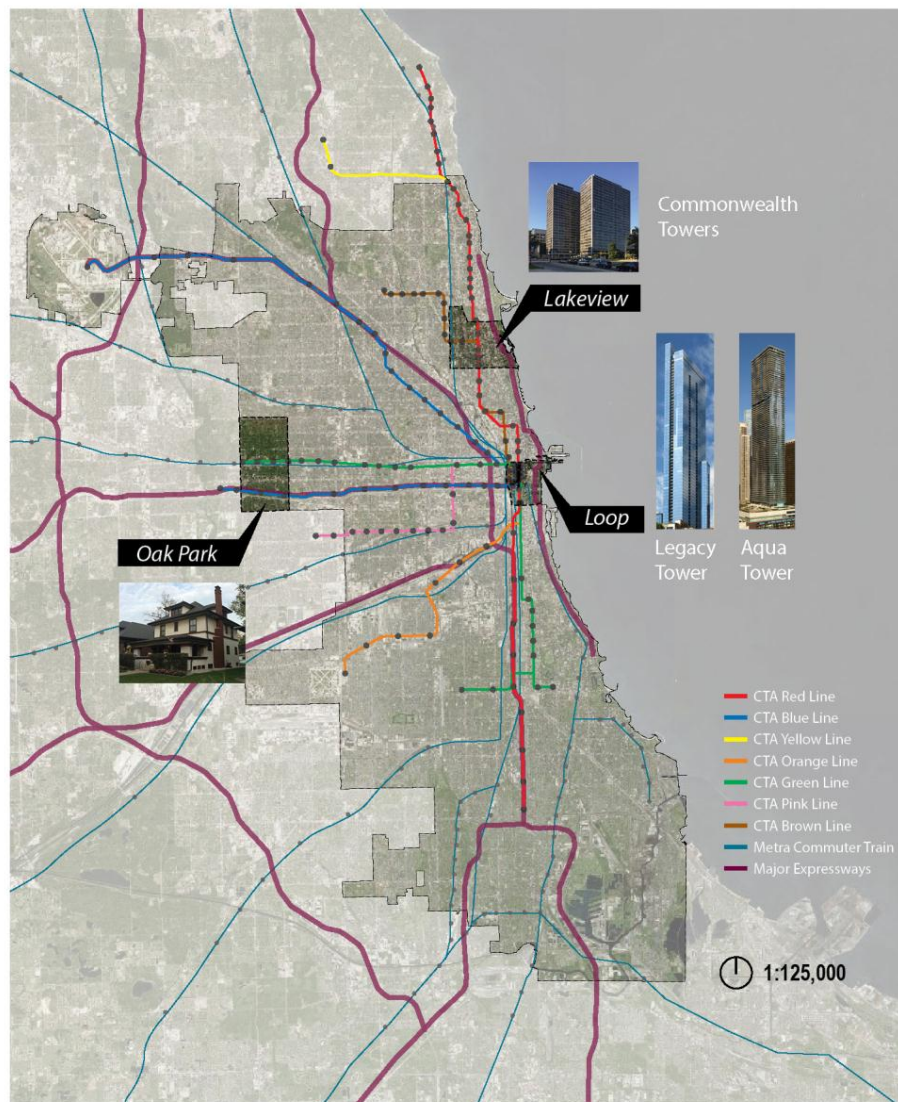 Commonwealth
Towers
Lakeview
Loop
Oak Park
Legacy
Tower
Aqua
Tower
CTA Red Line
CTA Blue Line
CTA Yellow Line
CTA Orange Line
CTA Green Line
CTA Pink Line
CTA Brown Line
Metra Commuter Train
Major Expressways
1:125,000